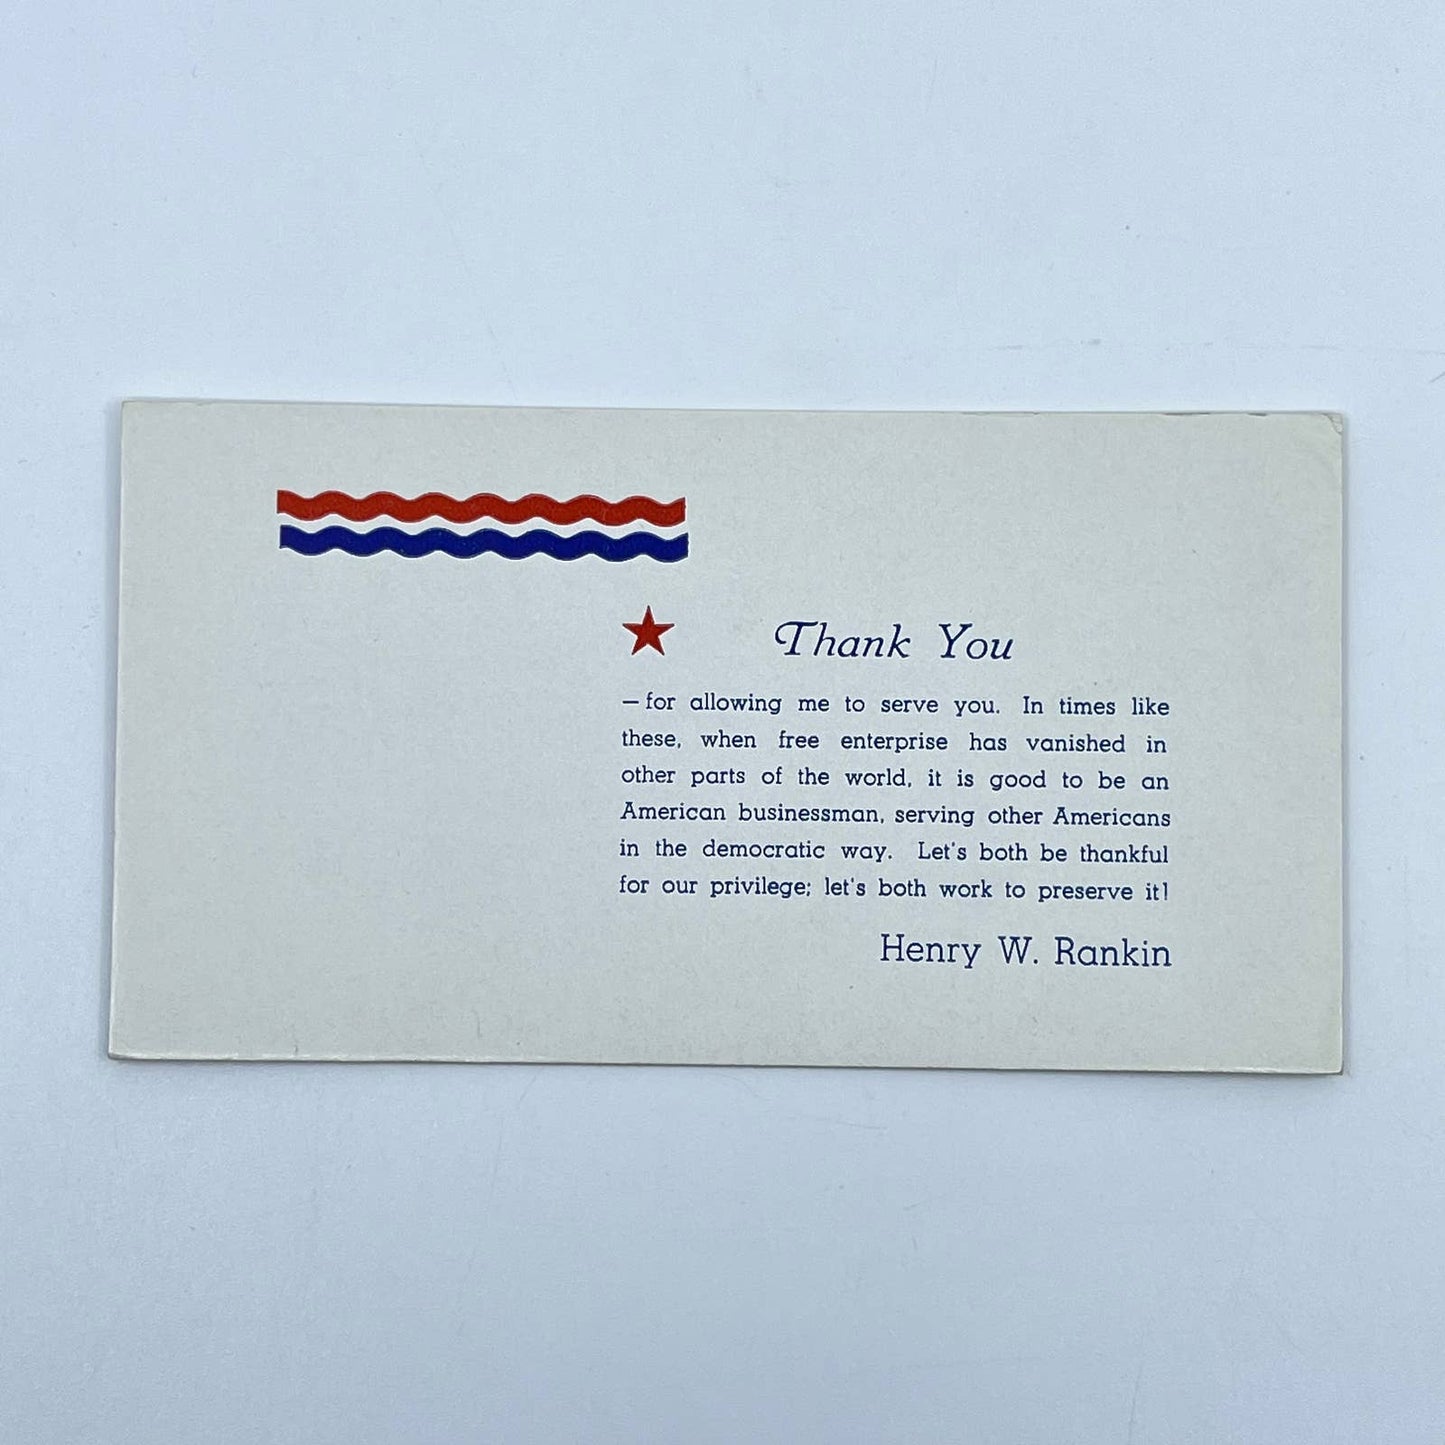 Thank You
—for allowing me to serve you. In times like
these, when free enterprise has vanished in
other parts of the world, it is good to be an
American businessman, serving other Americans
in the democratic way. Let's both be thankful
for our privilege; let's both work to preserve it!
Henry W. Rankin